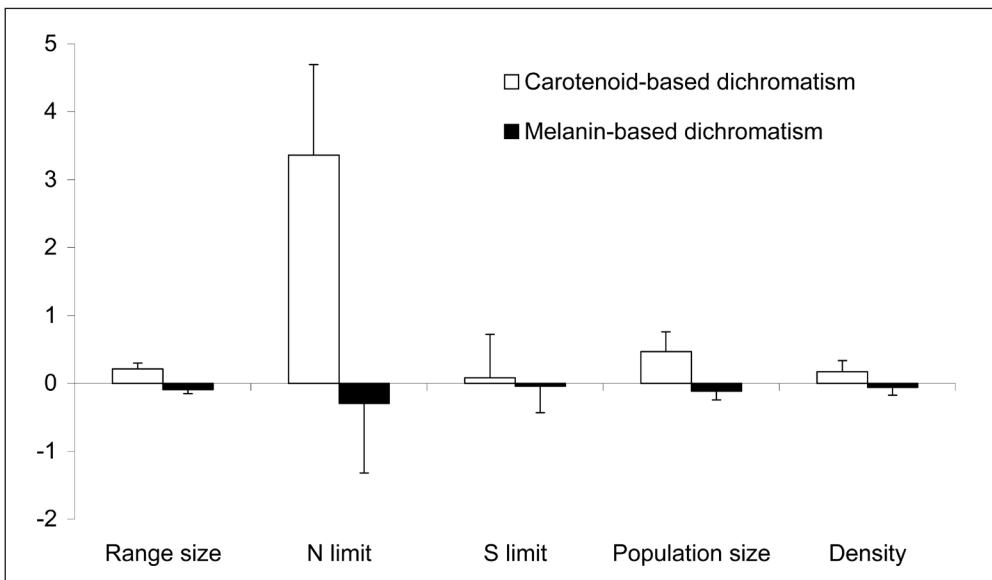 5
Carotenoid-based dichromatism
4
Melanin-based dichromatism
3
2
1
0
-1
-2
Range size N limit S limit Population size Density